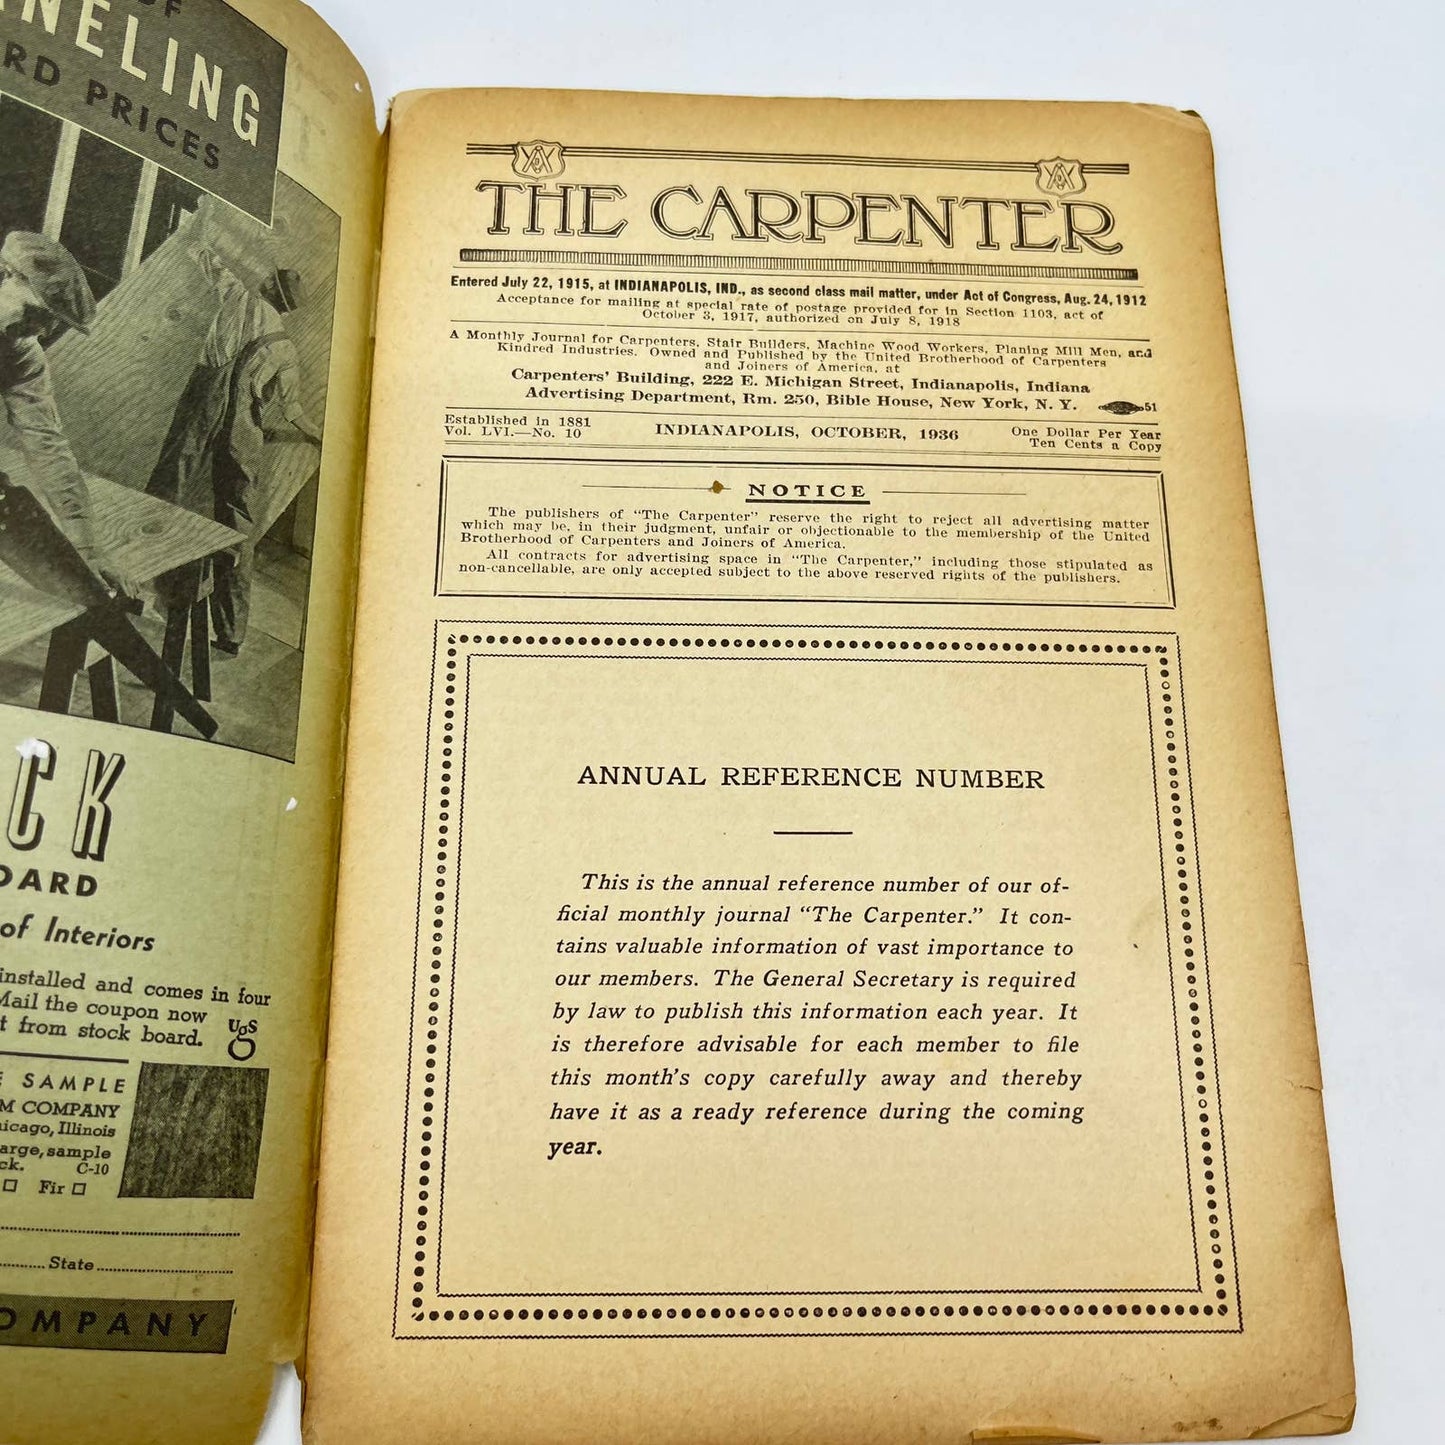 OF
NELING
RD PRICES
CK
OARD
of Interiors
installed and comes in four
Mail the coupon now
t from stock board.
UGS
E SAMPLE
M COMPANY
hicago, Illinois
arge, sample
ck. C-10
☐ Fir ☐
State
OMPANY
THE CARPENTER
Entered July 22, 1915, at INDIANAPOLIS, IND., as second class mail matter, under Act of Congress, Aug. 24, 1912
Acceptance for mailing at special rate of postage provided for in Section 1103, act of
October 3, 1917, authorized on July 8, 1918
A Monthly Journal for Carpenters, Stair Builders, Machine Wood Workers, Planing Mill Men, and
Kindred Industries. Owned and Published by the United Brotherhood of Carpenters
and Joiners of America, at
Carpenters' Building, 222 E. Michigan Street, Indianapolis, Indiana
Advertising Department, Rm. 250, Bible House, New York, N. Y. 51
Established in 1881
Vol. LVI.—No. 10
INDIANAPOLIS, OCTOBER, 1936
One Dollar Per Year
Ten Cents a Copy
NOTICE
The publishers of "The Carpenter" reserve the right to reject all advertising matter
which may be, in their judgment, unfair or objectionable to the membership of the United
Brotherhood of Carpenters and Joiners of America.
All contracts for advertising space in "The Carpenter," including those stipulated as
non-cancellable, are only accepted subject to the above reserved rights of the publishers.
ANNUAL REFERENCE NUMBER
This is the annual reference number of our of-
ficial monthly journal "The Carpenter." It con-
tains valuable information of vast importance to
our members. The General Secretary is required
by law to publish this information each year. It
is therefore advisable for each member to file
this month's copy carefully away and thereby
have it as a ready reference during the coming
year.